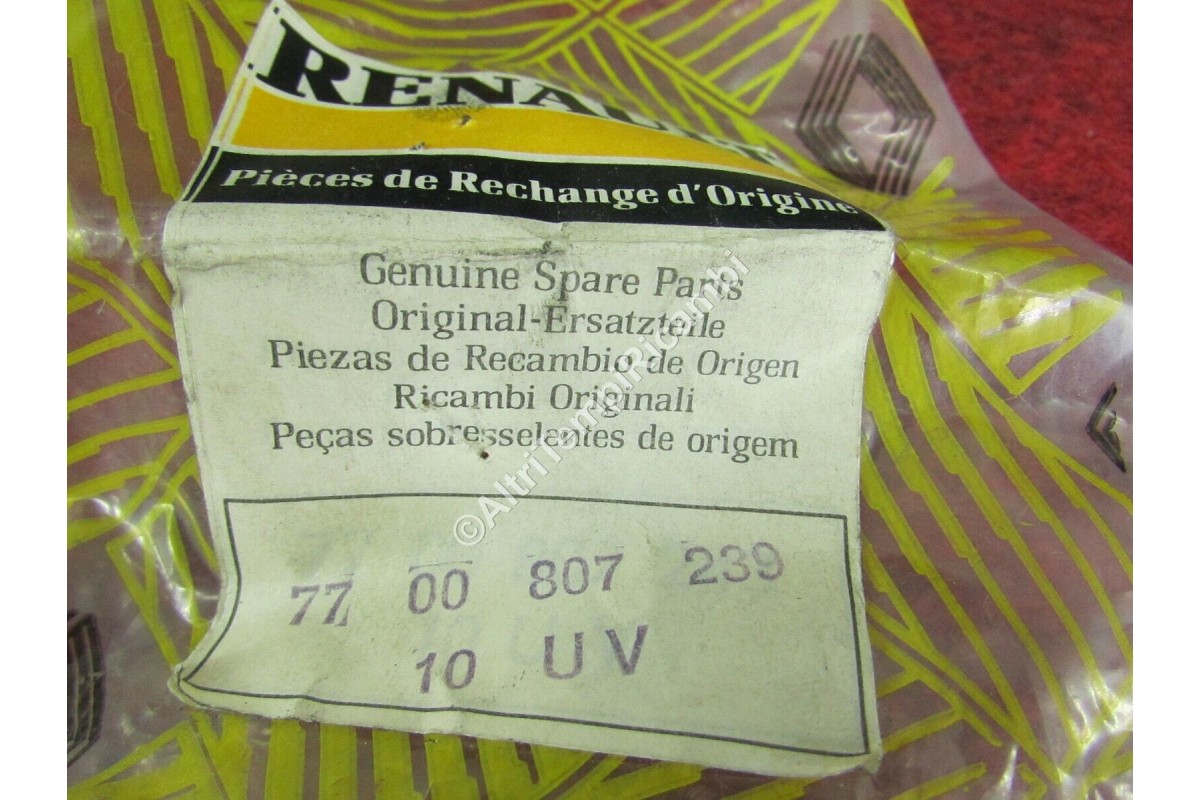 RENAULT
Pièces de Rechange d'Origine
Genuine Spare Parts
Original-Ersatzteile
Piezas de Recambio de Origen
Ricambi Originali
Peças sobresselentes de origem
77 00 807 239
10 UV
©AltriTempiRicambi